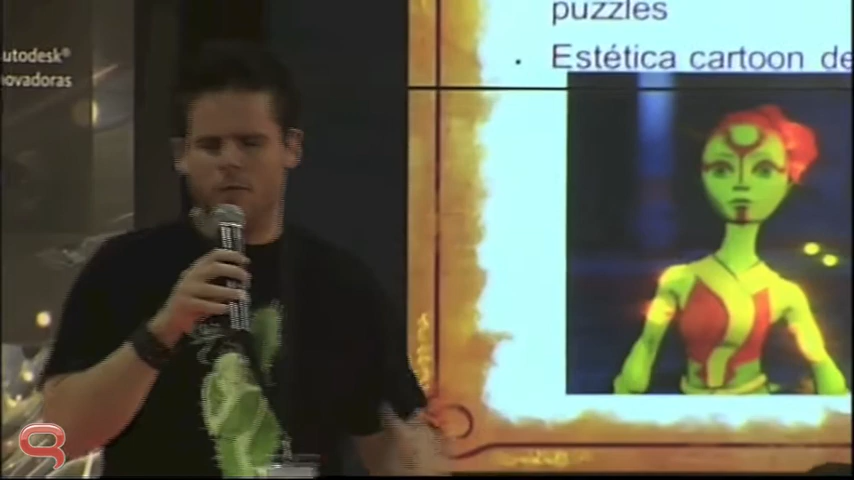 utodesk®
novadoras
puzzles
• Estética cartoon de